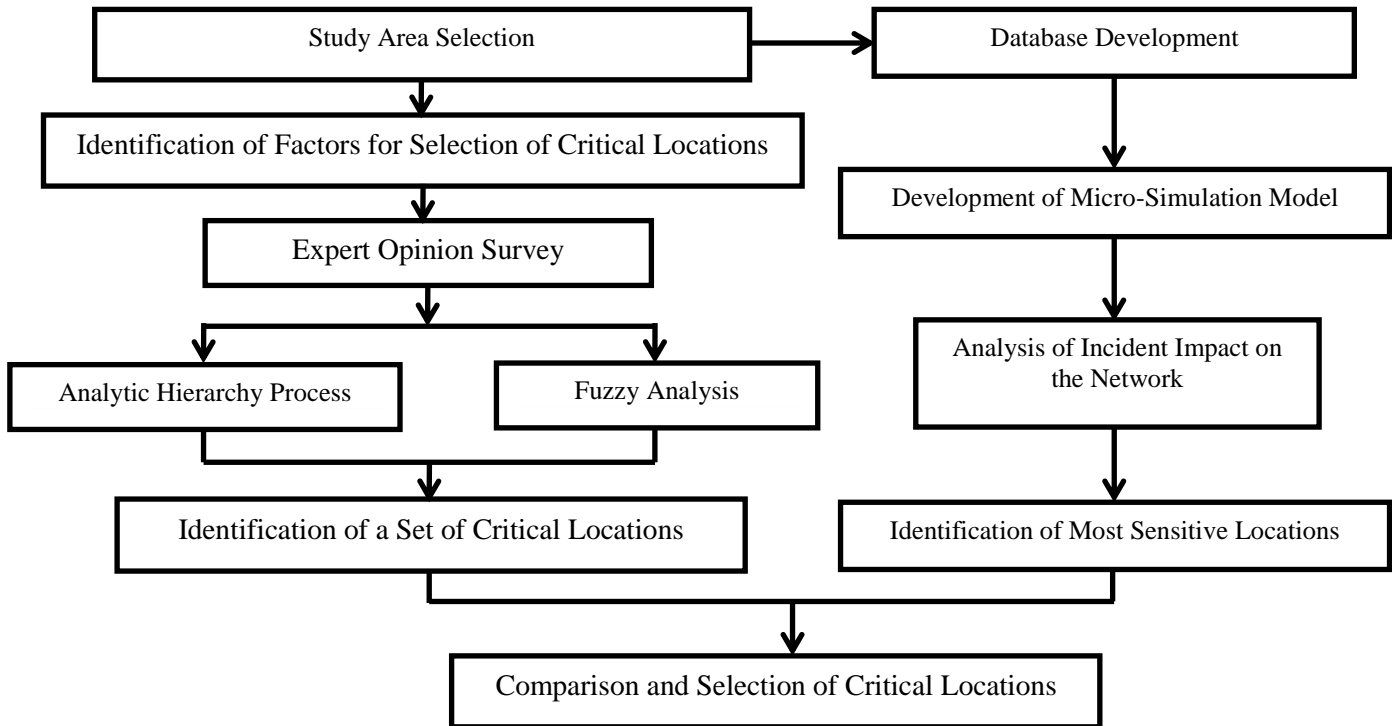 Study Area Selection
Database Development
Identification of Factors for Selection of Critical Locations
Development of Micro-Simulation Model
Expert Opinion Survey
Analysis of Incident Impact on
the Network
Analytic Hierarchy Process
Fuzzy Analysis
Identification of a Set of Critical Locations
Identification of Most Sensitive Locations
Comparison and Selection of Critical Locations